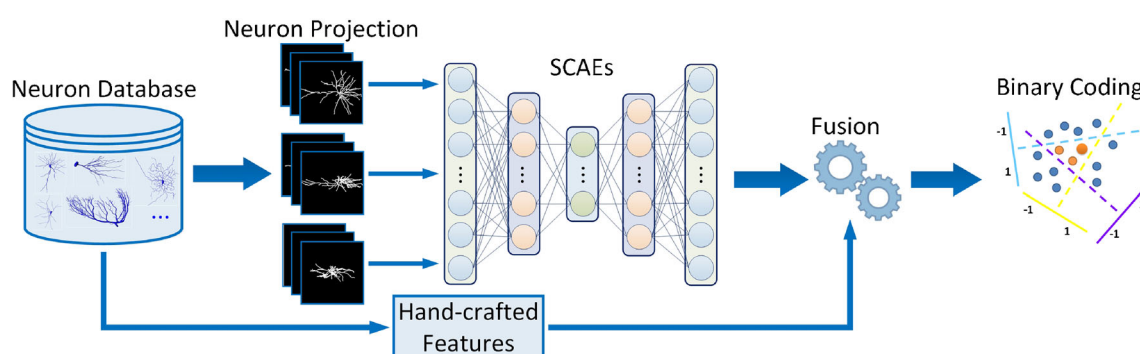 Neuron Projection
SCAEs
Neuron Database
Fusion
Binary Coding
-1
1
-1
1
-1
Hand-crafted
Features